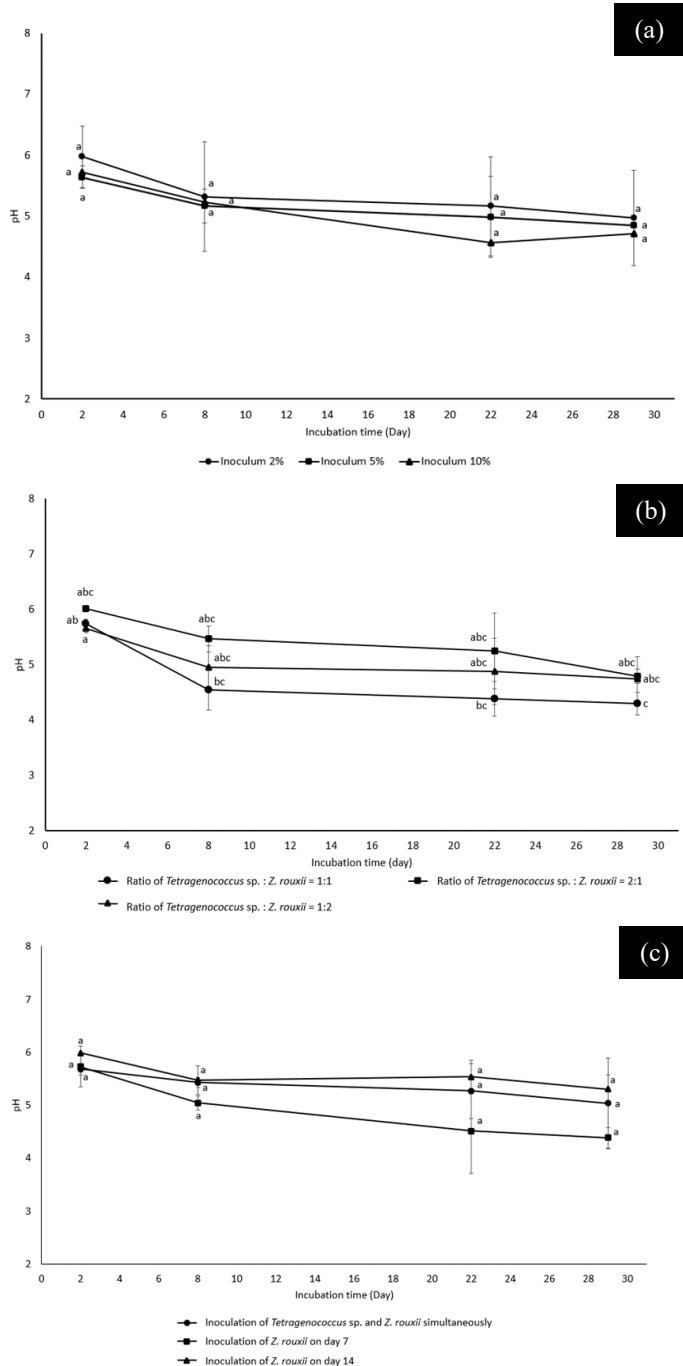 (a)
8
7
6
5
4
3
2
pH
a
a
a
a
a
a
a
a
a
a
a
a
0 2 4 6 8 10 12 14 16 18 20 22 24 26 28 30
Incubation time (Day)
Inoculum 2% Inoculum 5% Inoculum 10%
(b)
8
7
6
5
4
3
2
pH
abc
ab
a
abc
abc
bc
abc
abc
bc
abc
abc
c
0 2 4 6 8 10 12 14 16 18 20 22 24 26 28 30
Incubation time (day)
Ratio of Tetragenococcus sp. : Z. rouxii = 1:1 Ratio of Tetragenococcus sp. : Z. rouxii = 2:1
Ratio of Tetragenococcus sp. : Z. rouxii = 1:2
(c)
8
7
6
5
4
3
2
pH
a
a
a
a
a
a
a
a
a
a
a
a
0 2 4 6 8 10 12 14 16 18 20 22 24 26 28 30
Incubation time (Day)
Inoculation of Tetragenococcus sp. and Z. rouxii simultaneously
Inoculation of Z. rouxii on day 7
Inoculation of Z. rouxii on day 14